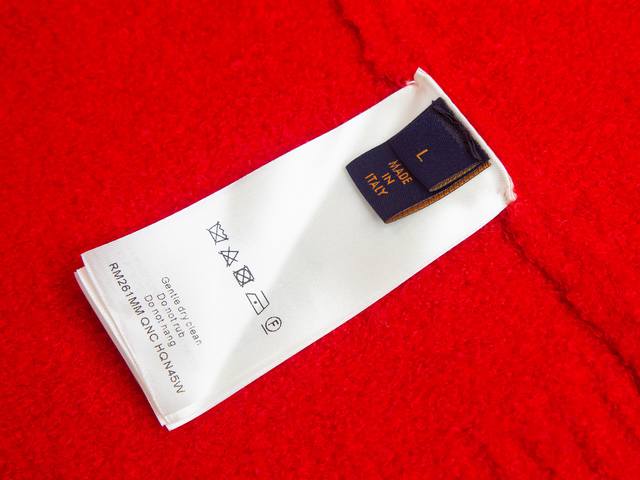 L
MADE
IN
ITALY
F
Gentle dry clean
Do not rub
Do not hang
RM261MM QNC HQN45W